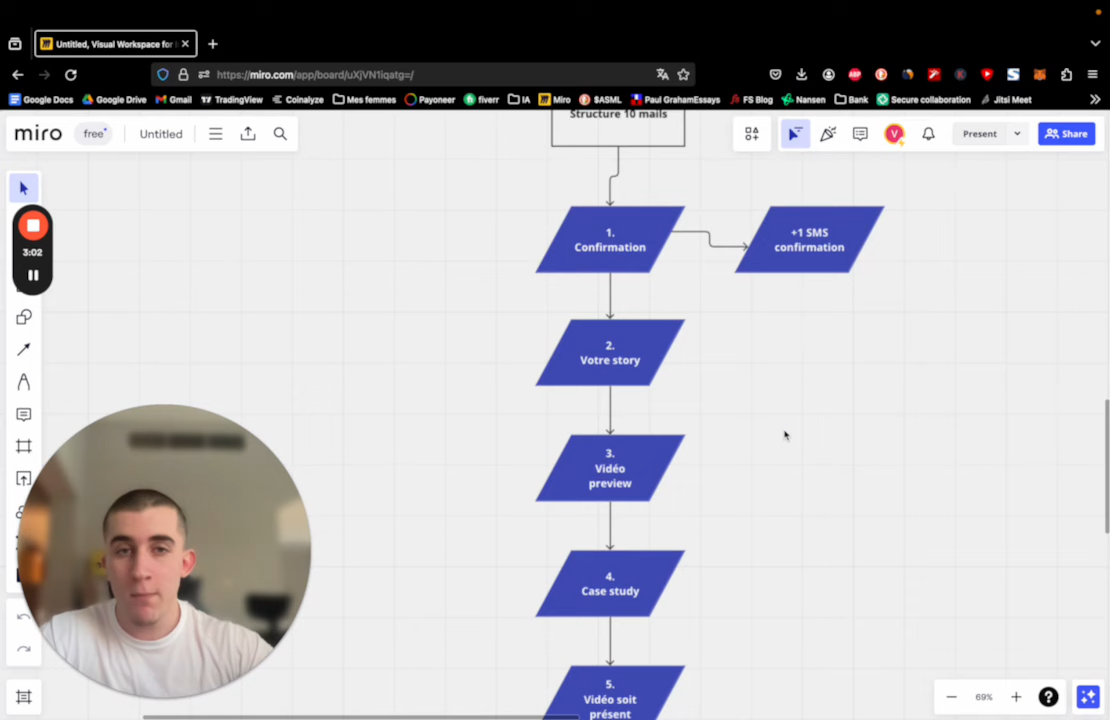 Untitled, Visual Workspace for
https://miro.com/app/board/uXjVN1iqatg=/
Google Docs
Google Drive
Gmail
TradingView
Coinalyze
Mes femmes
Payoneer
fiverr
IA
Miro
$ASML
Paul GrahamEssays
FS Blog
Nansen
Bank
Secure collaboration
Jitsi Meet
miro
free
Untitled
Present
V
Share
Structure 10 mails
3:02
1.
Confirmation
+1 SMS
confirmation
2.
Votre story
3.
Vidéo
preview
4.
Case study
5.
Vidéo soit
présent
69%